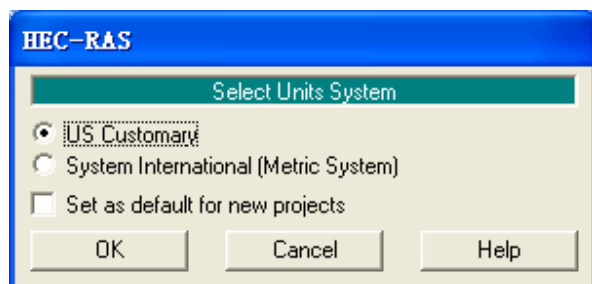 HEC-RAS
Select Units System
US Customary
System International (Metric System)
Set as default for new projects
OK Cancel Help